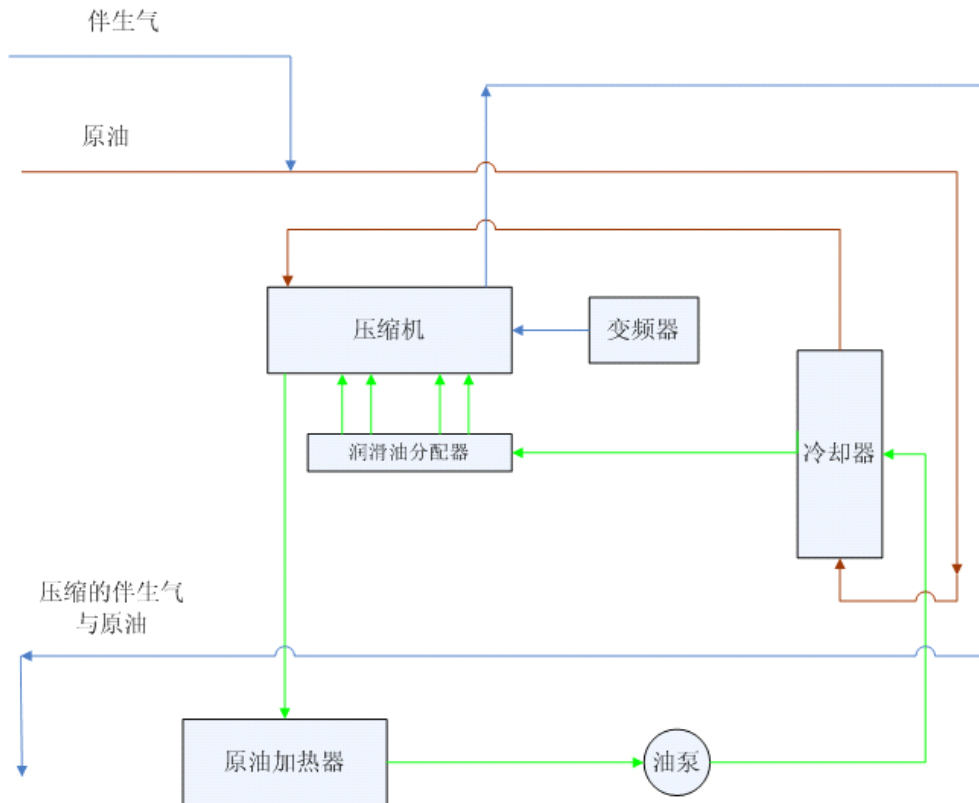 伴生气
原油
压缩机
变频器
润滑油分配器
冷却器
压缩的伴生气
与原油
原油加热器
油泵